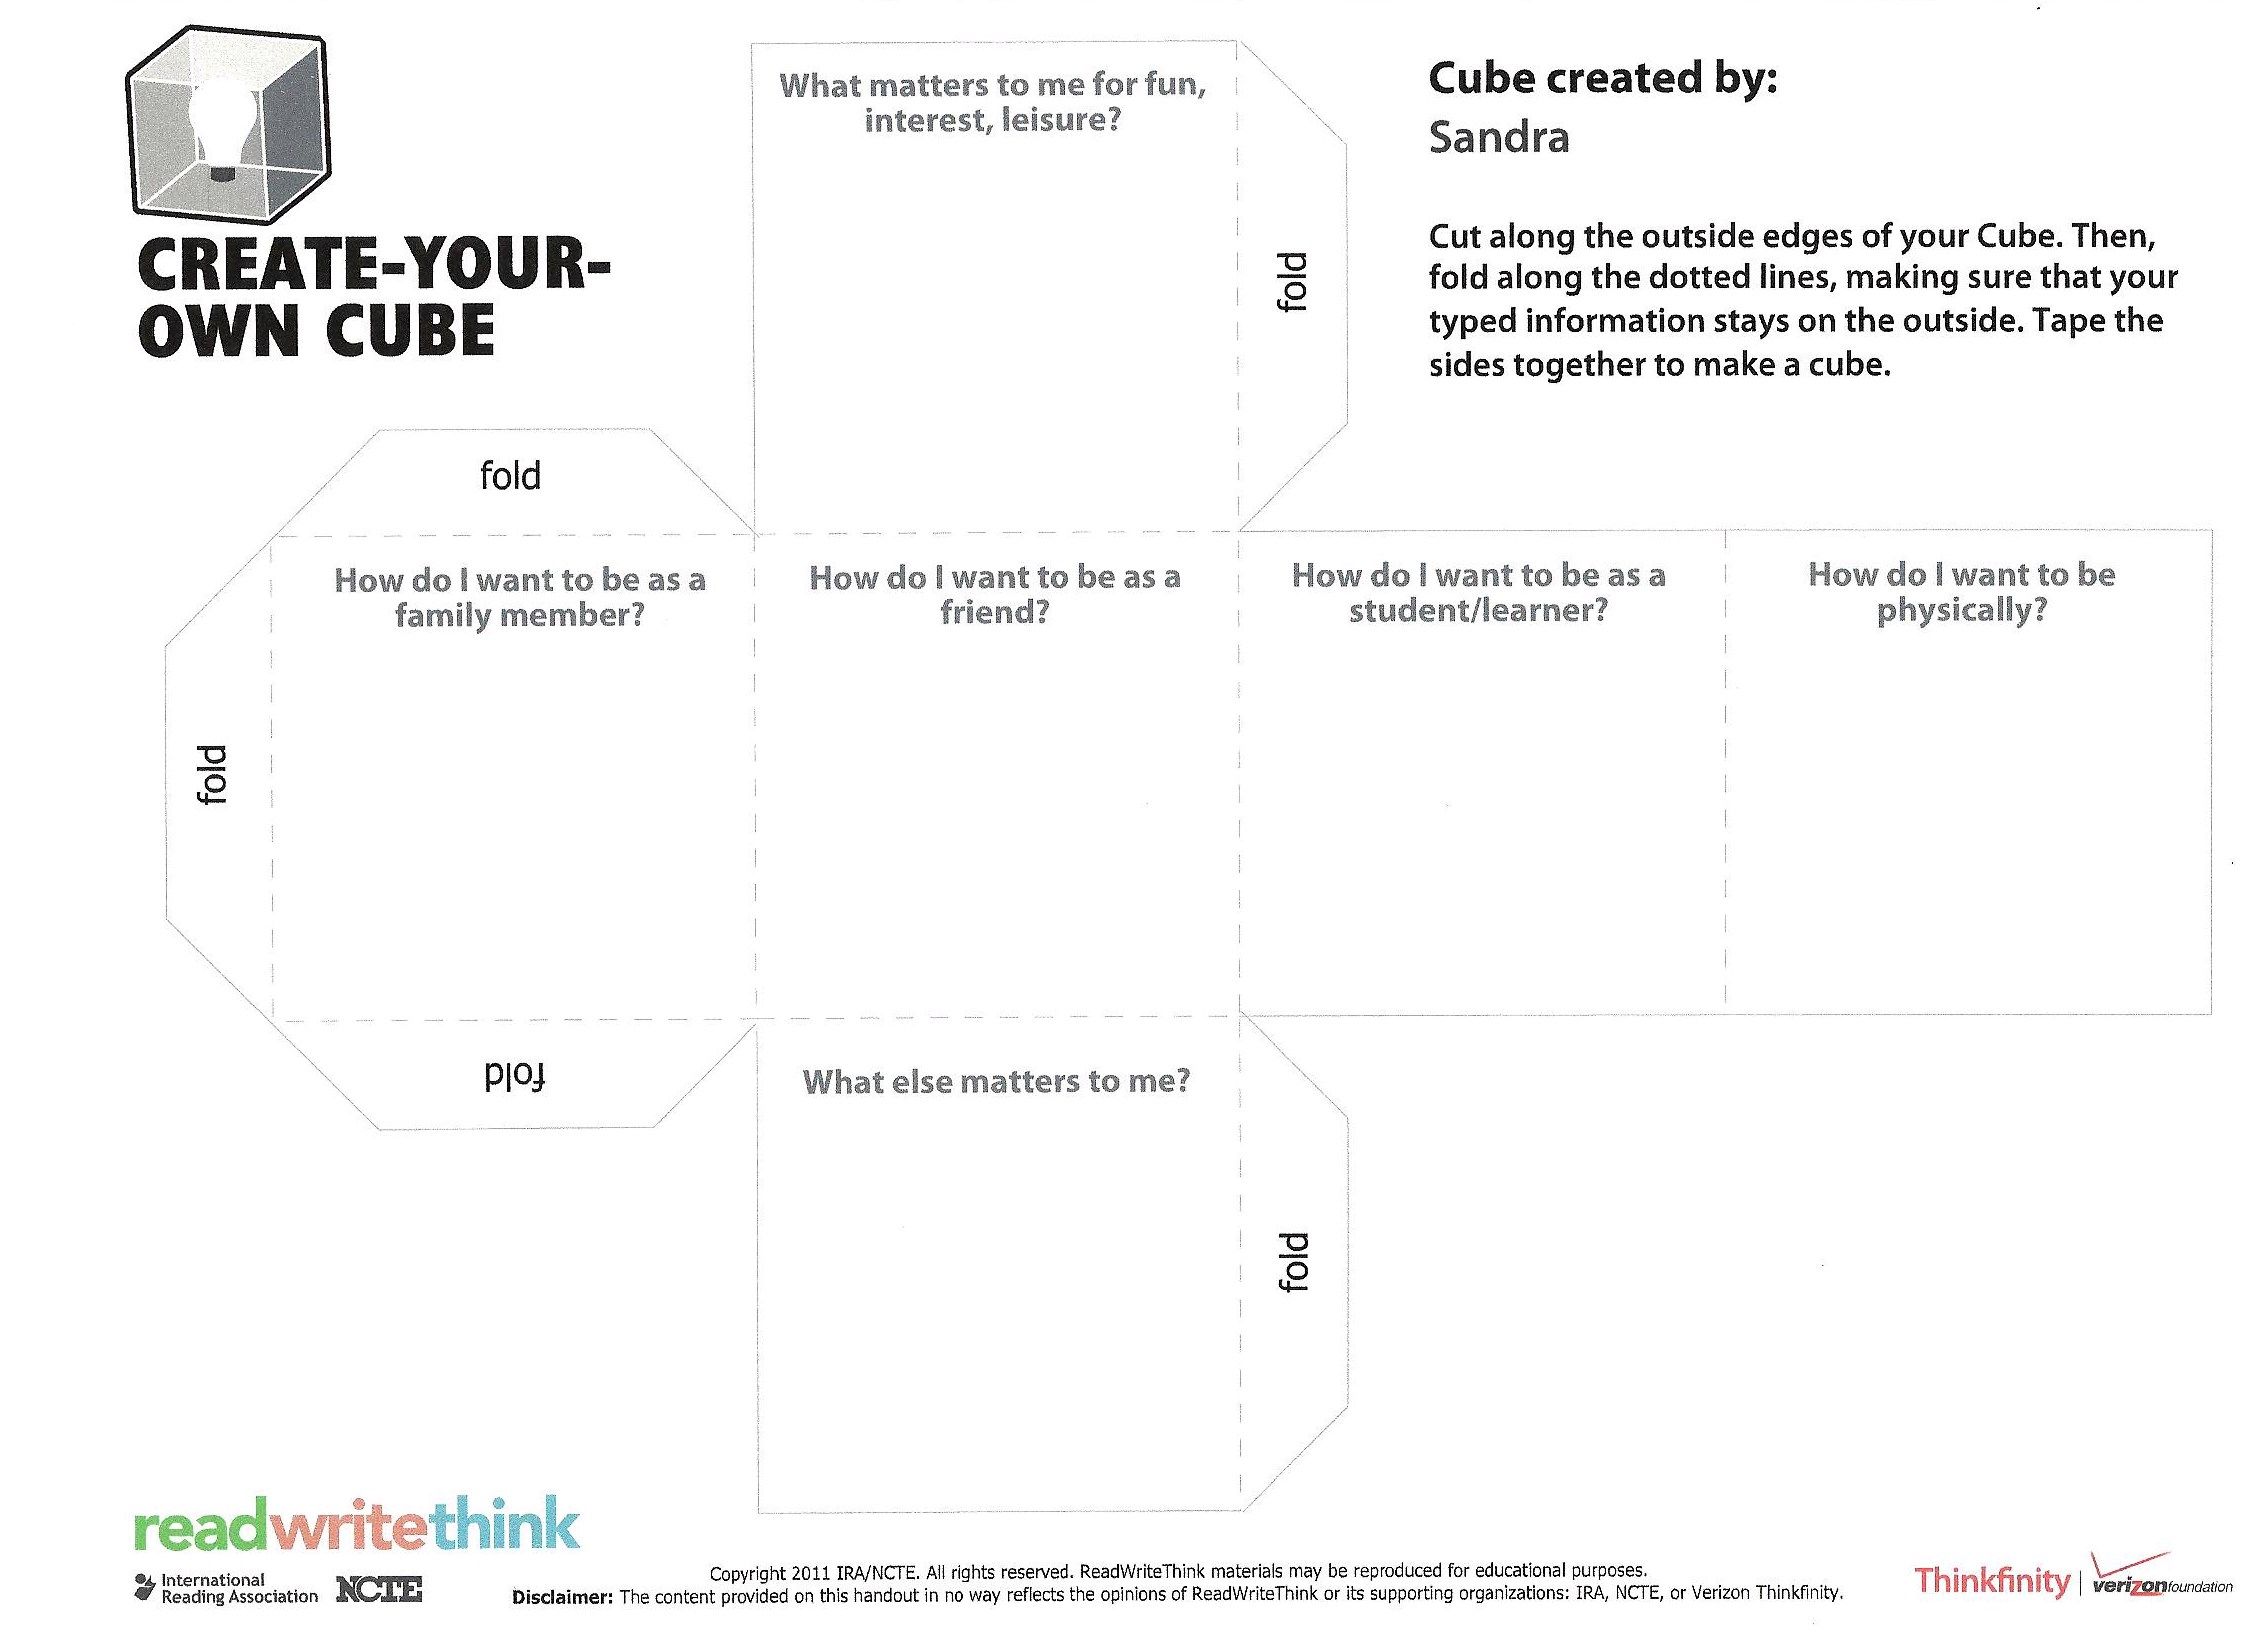 CREATE-YOUR-
OWN CUBE
What matters to me for fun,
interest, leisure?
fold
Cube created by:
Sandra
Cut along the outside edges of your Cube. Then,
fold along the dotted lines, making sure that your
typed information stays on the outside. Tape the
sides together to make a cube.
fold
fold
How do I want to be as a
family member?
How do I want to be as a
friend?
How do I want to be as a
student/learner?
How do I want to be
physically?
fold
What else matters to me?
fold
readwritethink
International
Reading Association
NCTE
Copyright 2011 IRA/NCTE. All rights reserved. ReadWriteThink materials may be reproduced for educational purposes.
Disclaimer: The content provided on this handout in no way reflects the opinions of ReadWriteThink or its supporting organizations: IRA, NCTE, or Verizon Thinkfinity.
Thinkfinity | verizonfoundation